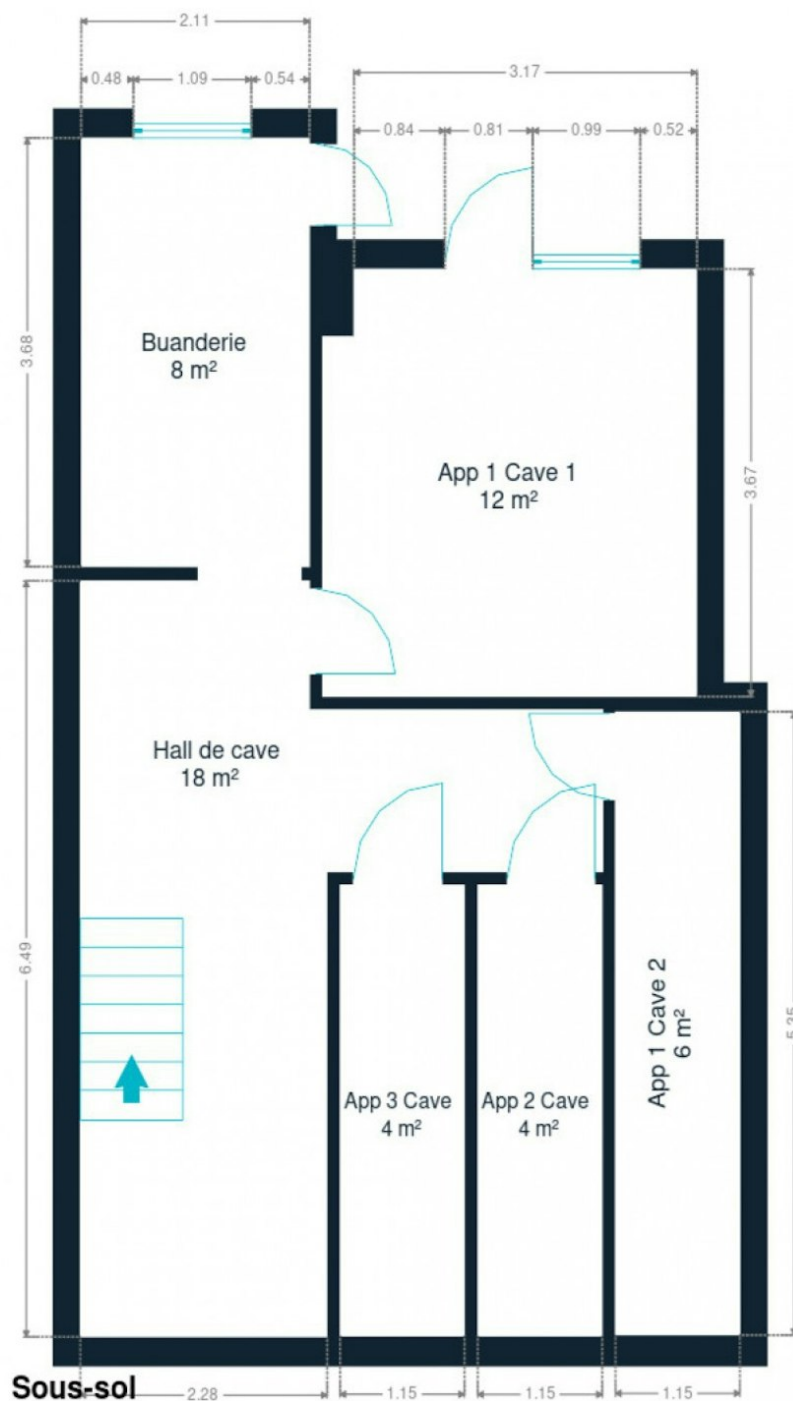 2.11
0.48
1.09
0.54
3.17
0.84
0.81
0.99
0.52
3.68
Buanderie
8 m²
App 1 Cave 1
12 m²
3.67
Hall de cave
18 m²
6.49
5.35
App 1 Cave 2
6 m²
App 3 Cave
4 m²
App 2 Cave
4 m²
Sous-sol
2.28
1.15
1.15
1.15